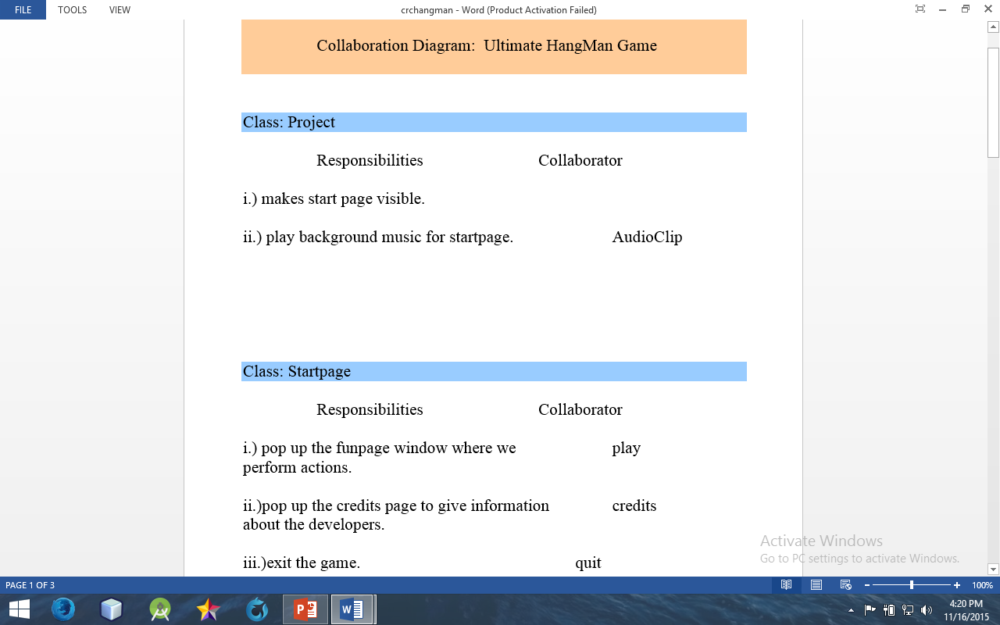 FILE TOOLS VIEW crchangman - Word (Product Activation Failed)
Collaboration Diagram:  Ultimate HangMan Game
Class: Project
Responsibilities Collaborator
i.) makes start page visible.
ii.) play background music for startpage. AudioClip
Class: Startpage
Responsibilities Collaborator
i.) pop up the funpage window where we play
perform actions.
ii.)pop up the credits page to give information credits
about the developers.
iii.)exit the game. quit
Activate Windows
Go to PC settings to activate Windows.
PAGE 1 OF 3 100%
4:20 PM
11/16/2015